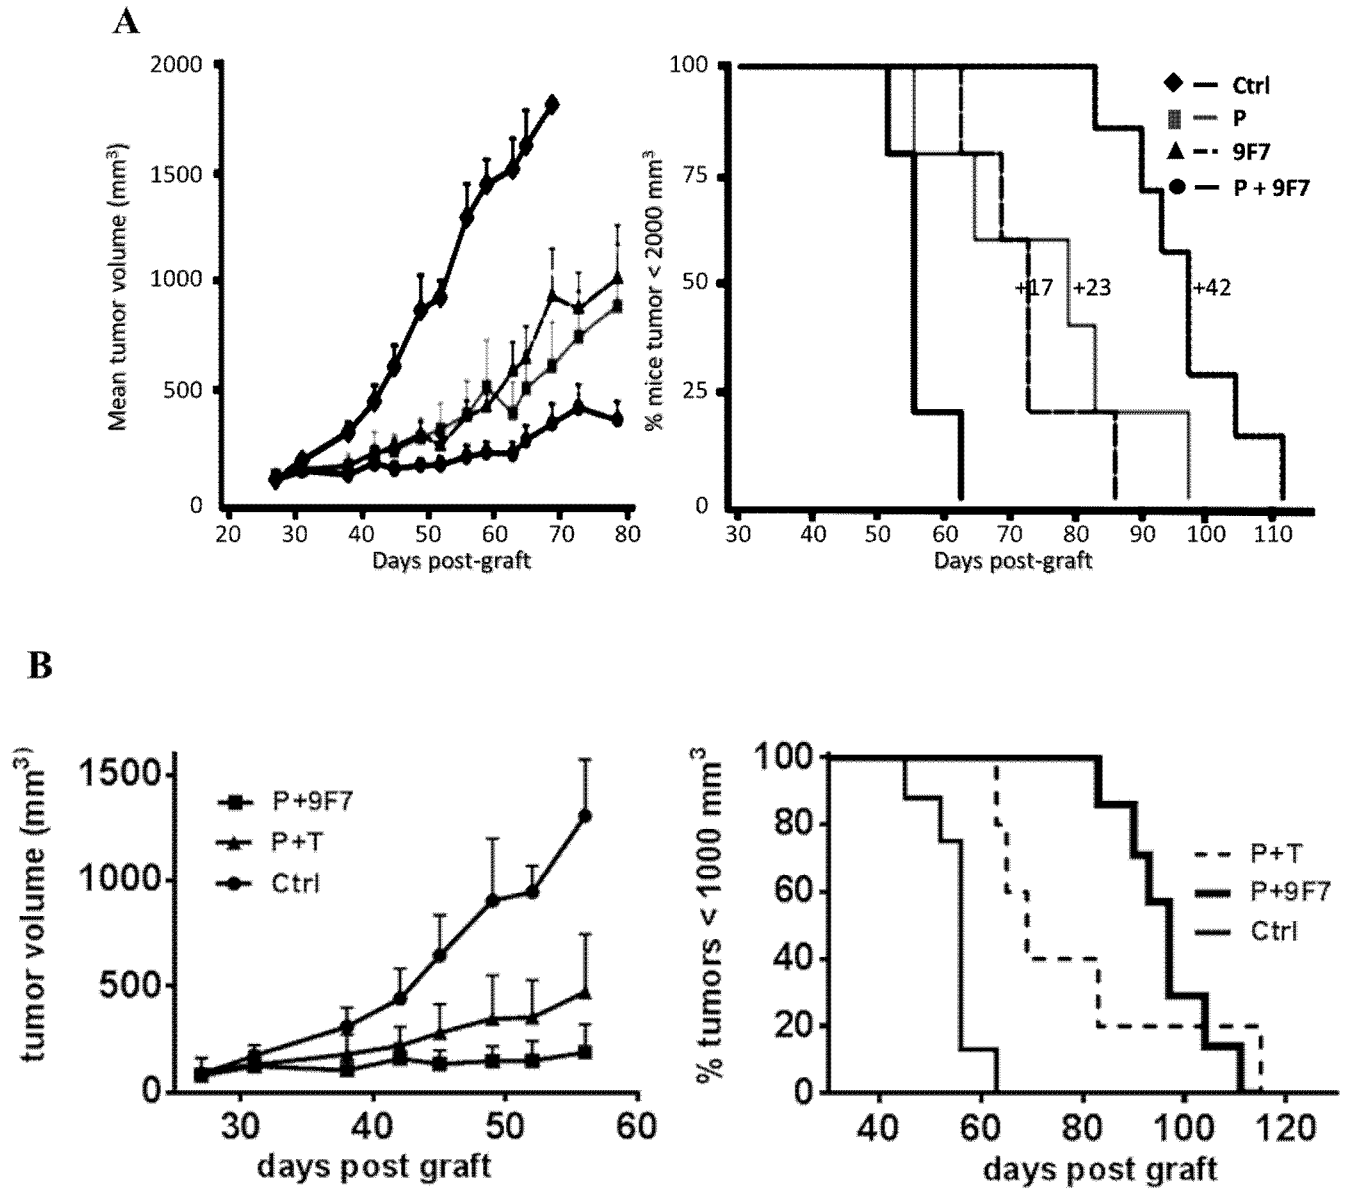 A
Mean tumor volume (mm³)
2000
1500
1000
500
0
20 30 40 50 60 70 80
Days post-graft
% mice tumor < 2000 mm³
100
75
50
25
0
30 40 50 60 70 80 90 100 110
Days post-graft
Ctrl
P
9F7
P + 9F7
+17 +23 +42
B
tumor volume (mm³)
1500
1000
500
0
30 40 50 60
days post graft
P+9F7
P+T
Ctrl
% tumors < 1000 mm³
100
80
60
40
20
0
40 60 80 100 120
days post graft
P+T
P+9F7
Ctrl